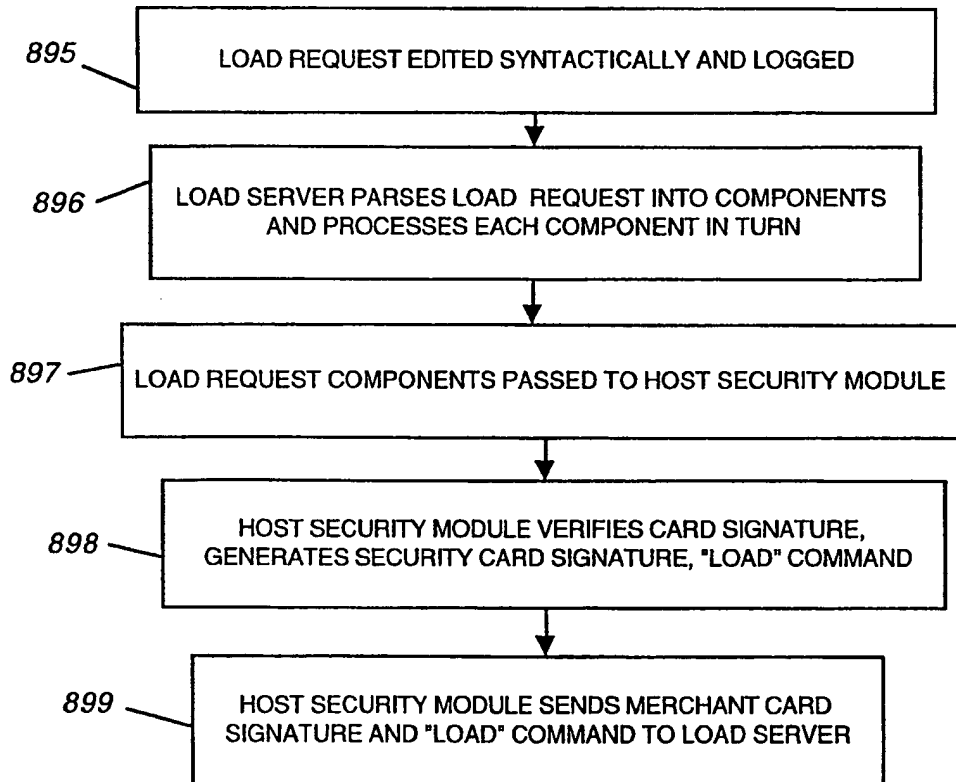 895
LOAD REQUEST EDITED SYNTACTICALLY AND LOGGED
896
LOAD SERVER PARSES LOAD REQUEST INTO COMPONENTS
AND PROCESSES EACH COMPONENT IN TURN
897
LOAD REQUEST COMPONENTS PASSED TO HOST SECURITY MODULE
898
HOST SECURITY MODULE VERIFIES CARD SIGNATURE,
GENERATES SECURITY CARD SIGNATURE, "LOAD" COMMAND
899
HOST SECURITY MODULE SENDS MERCHANT CARD
SIGNATURE AND "LOAD" COMMAND TO LOAD SERVER